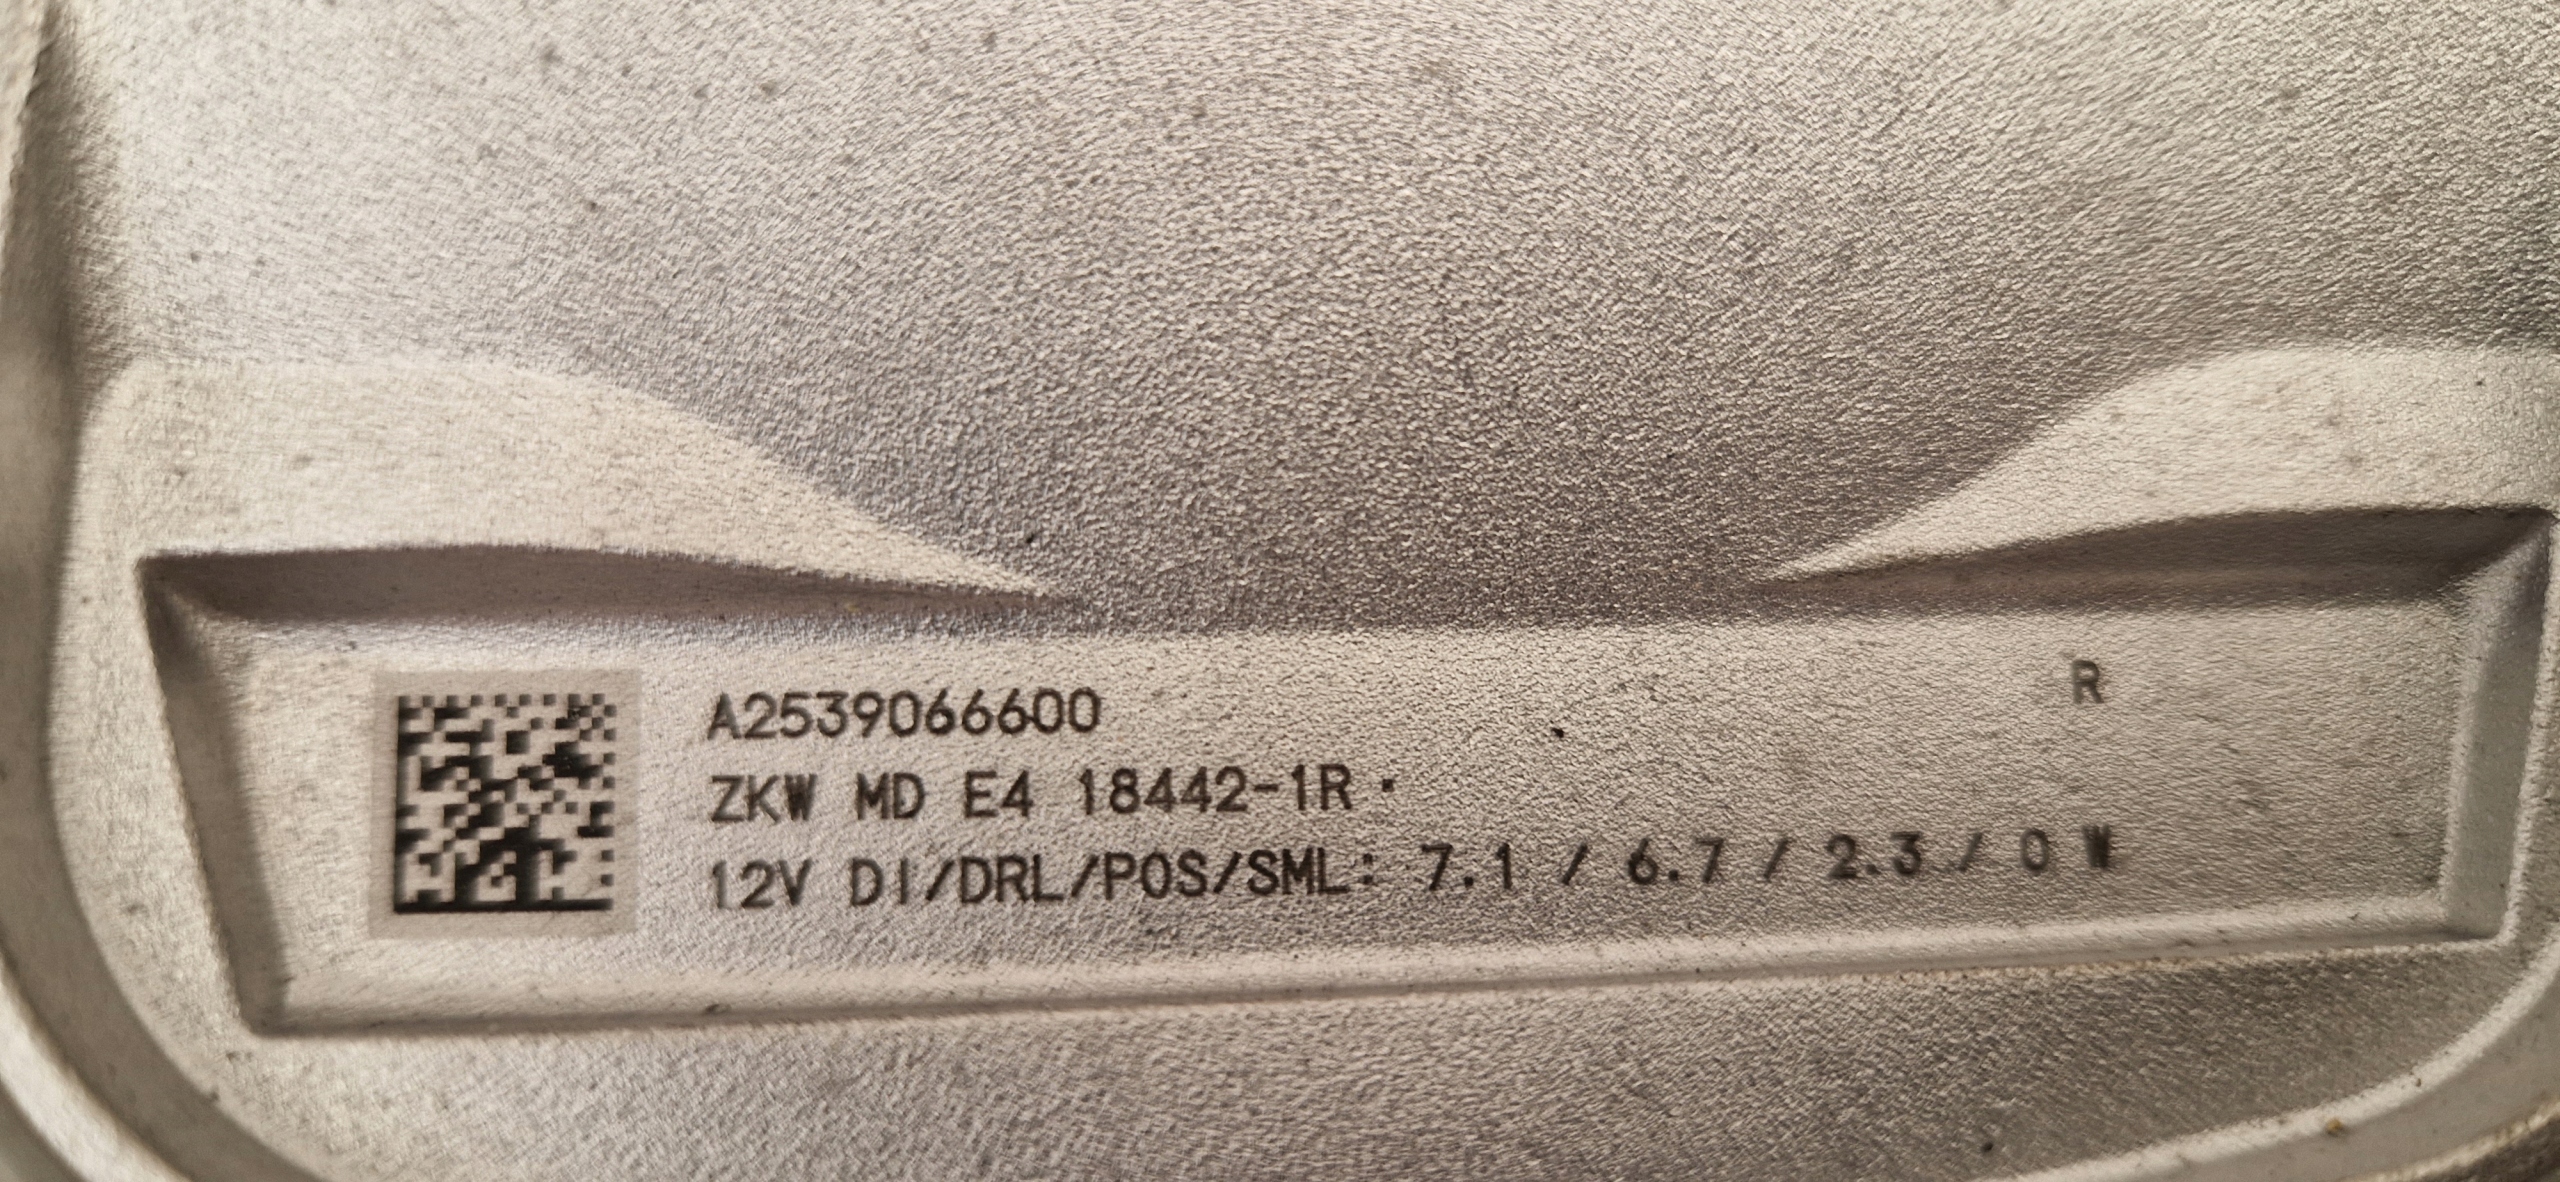 A2539066600 R
ZKW MD E4 18442-1R ·
12V DI/DRL/POS/SML: 7.1 / 6.7 / 2.3 / 0 W